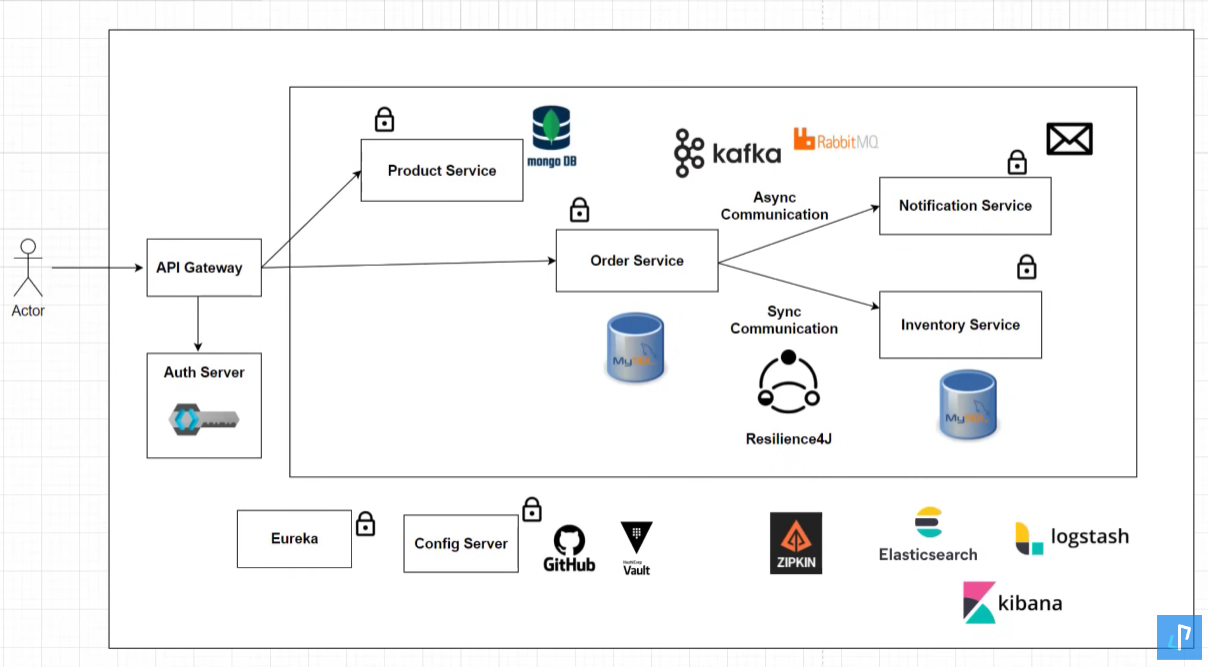 Product Service
mongo DB
kafka
RabbitMQ
Async
Communication
Notification Service
Order Service
API Gateway
Actor
Sync
Communication
Inventory Service
MySQL
Auth Server
MySQL
Resilience4J
Eureka
Config Server
GitHub
HashiCorp
Vault
ZIPKIN
Elasticsearch
logstash
kibana